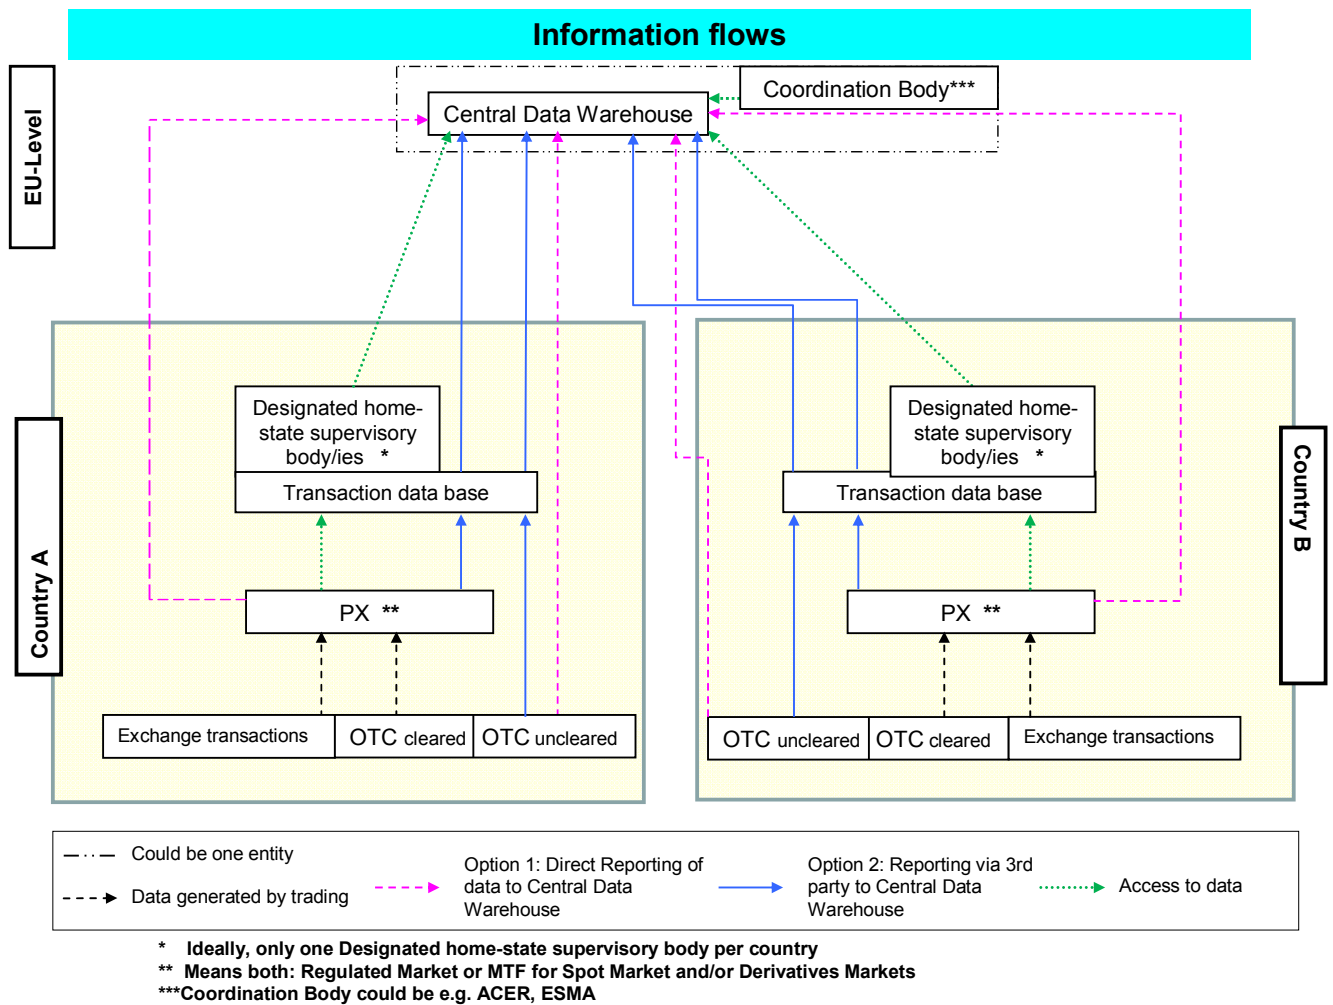 Information flows
EU-Level
Coordination Body***
Central Data Warehouse
Country A
Designated home-
state supervisory
body/ies *
Transaction data base
PX **
Exchange transactions
OTC cleared
OTC uncleared
Country B
Designated home-
state supervisory
body/ies *
Transaction data base
PX **
OTC uncleared
OTC cleared
Exchange transactions
Could be one entity
Data generated by trading
Option 1: Direct Reporting of
data to Central Data
Warehouse
Option 2: Reporting via 3rd
party to Central Data
Warehouse
Access to data
* Ideally, only one Designated home-state supervisory body per country
** Means both: Regulated Market or MTF for Spot Market and/or Derivatives Markets
***Coordination Body could be e.g. ACER, ESMA